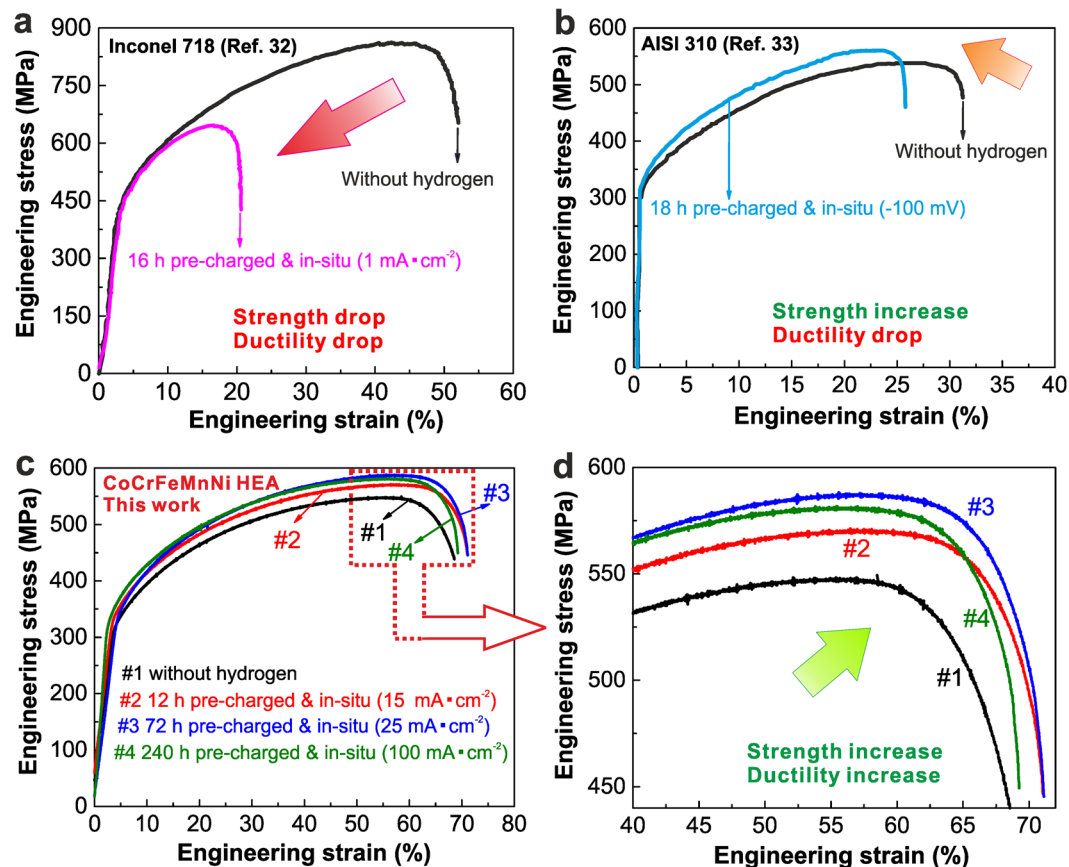 a
Inconel 718 (Ref. 32)
Without hydrogen
16 h pre-charged & in-situ (1 mA·cm⁻²)
Strength drop
Ductility drop
Engineering stress (MPa)
900
750
600
450
300
150
0
0 10 20 30 40 50 60
Engineering strain (%)
b
AISI 310 (Ref. 33)
Without hydrogen
18 h pre-charged & in-situ (-100 mV)
Strength increase
Ductility drop
Engineering stress (MPa)
600
500
400
300
200
100
0
0 5 10 15 20 25 30 35 40
Engineering strain (%)
c
CoCrFeMnNi HEA
This work
#3
#1
#2
#4
#1 without hydrogen
#2 12 h pre-charged & in-situ (15 mA·cm⁻²)
#3 72 h pre-charged & in-situ (25 mA·cm⁻²)
#4 240 h pre-charged & in-situ (100 mA·cm⁻²)
Engineering stress (MPa)
600
500
400
300
200
100
0
0 10 20 30 40 50 60 70 80
Engineering strain (%)
d
#3
#2
#4
#1
Strength increase
Ductility increase
Engineering stress (MPa)
600
550
500
450
40 45 50 55 60 65 70
Engineering strain (%)